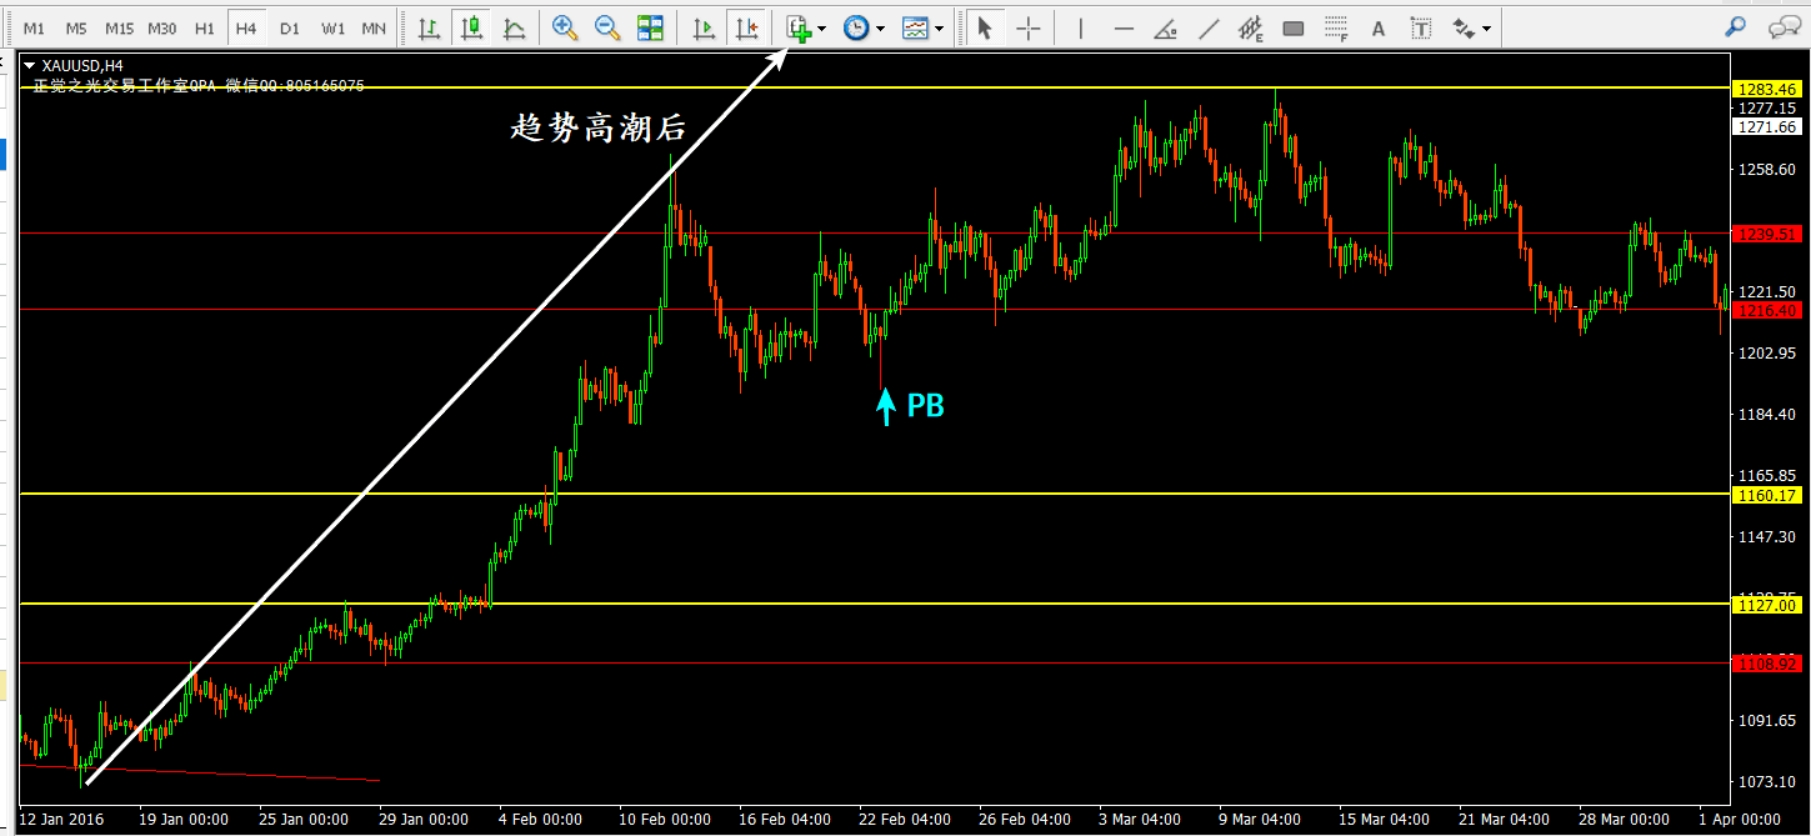 M1 M5 M15 M30 H1 H4 D1 W1 MN E F A T
XAUUSD,H4
正觉之光交易工作室QPA 微信QQ:805165075
趋势高潮后
PB
1283.46
1277.15
1271.66
1258.60
1239.51
1221.50
1216.40
1202.95
1184.40
1165.85
1160.17
1147.30
1127.00
1108.92
1091.65
1073.10
12 Jan 2016 19 Jan 00:00 25 Jan 00:00 29 Jan 00:00 4 Feb 00:00 10 Feb 00:00 16 Feb 04:00 22 Feb 04:00 26 Feb 04:00 3 Mar 04:00 9 Mar 04:00 15 Mar 04:00 21 Mar 04:00 28 Mar 00:00 1 Apr 00:00